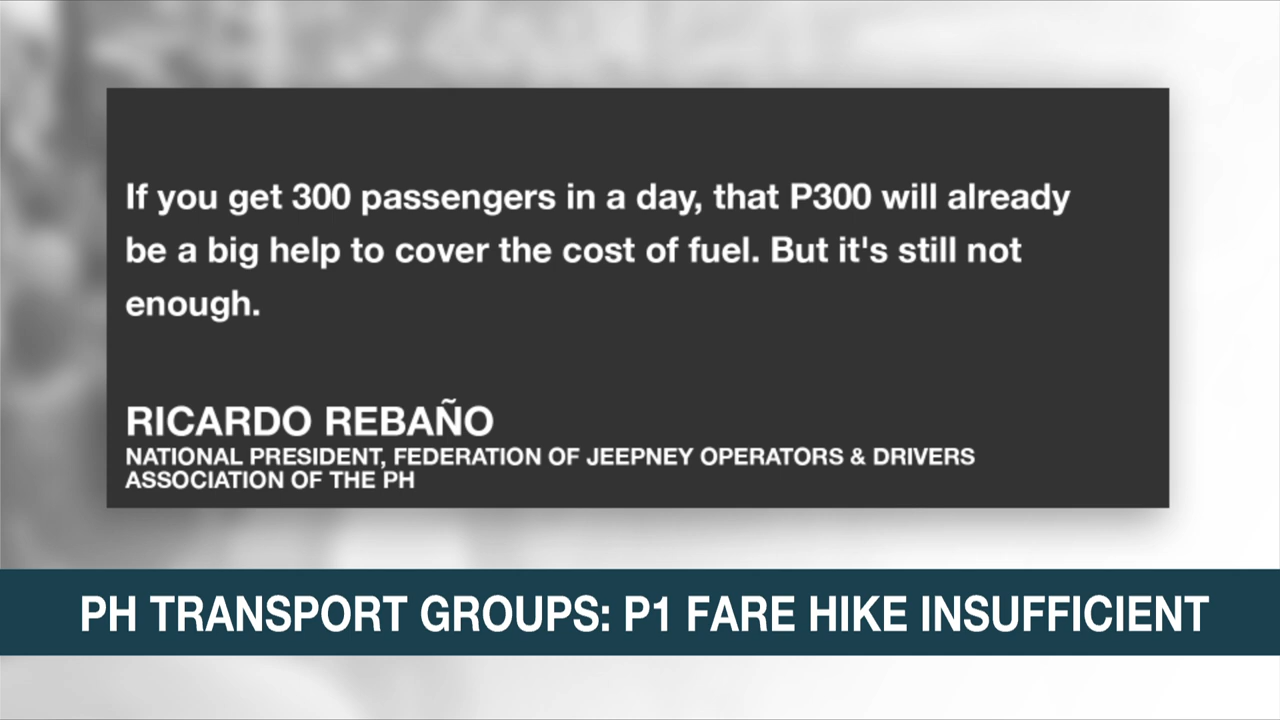 If you get 300 passengers in a day, that P300 will already
be a big help to cover the cost of fuel. But it's still not
enough.
RICARDO REBAÑO
NATIONAL PRESIDENT, FEDERATION OF JEEPNEY OPERATORS & DRIVERS
ASSOCIATION OF THE PH
PH TRANSPORT GROUPS: P1 FARE HIKE INSUFFICIENT